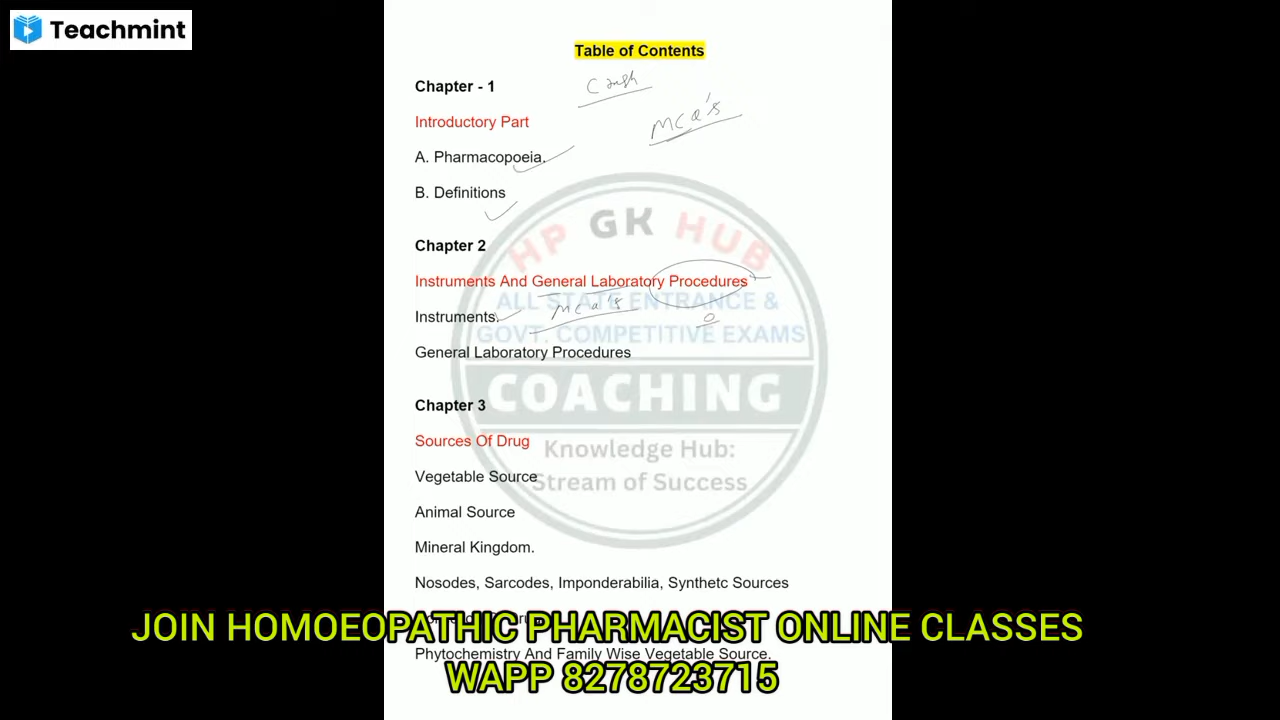 Teachmint
Table of Contents
Chapter - 1
Crash
Introductory Part
MCQ's
A. Pharmacopoeia.
B. Definitions
HP GK HUB
Chapter 2
Instruments And General Laboratory Procedures
ALL STATE ENTRANCE &
MCQ's
Instruments.
GOVT. COMPETITIVE EXAMS
General Laboratory Procedures
COACHING
Chapter 3
Sources Of Drug
Knowledge Hub:
Vegetable Source
Stream of Success
Animal Source
Mineral Kingdom.
Nosodes, Sarcodes, Imponderabilia, Synthetc Sources
JOIN HOMOEOPATHIC PHARMACIST ONLINE CLASSES
Phytochemistry And Family Wise Vegetable Source.
WAPP 8278723715